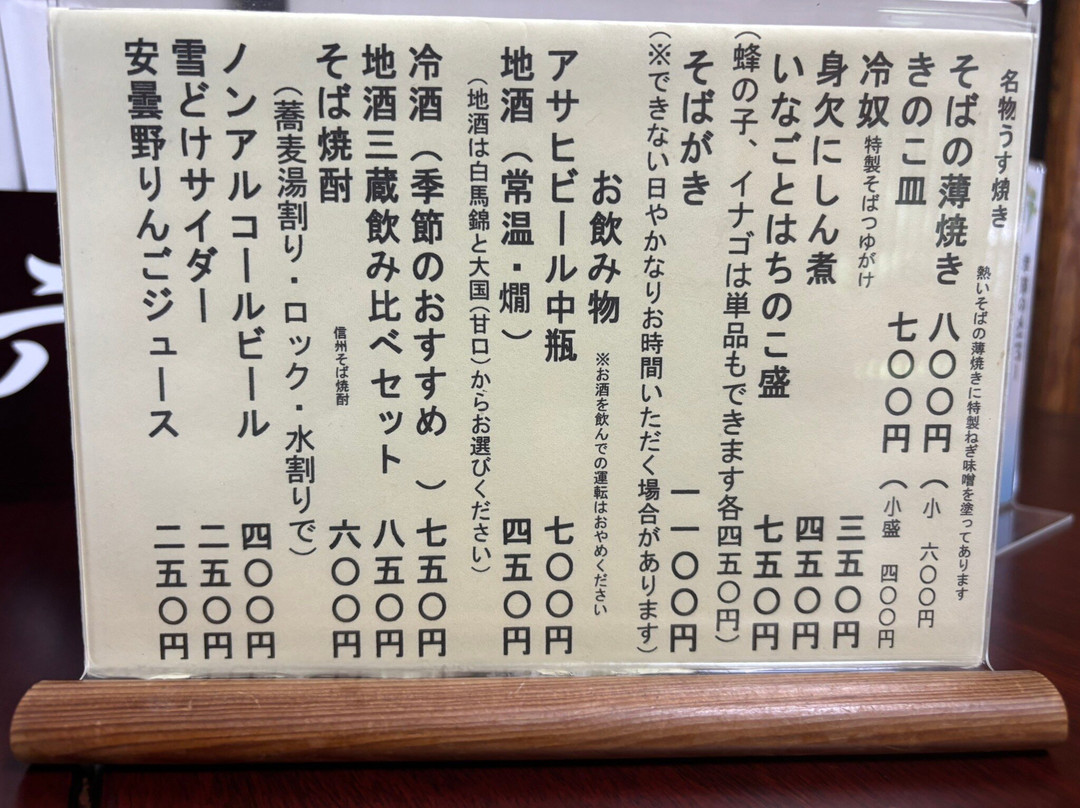 名物うす焼き
そばの薄焼き 八〇〇円（小 六〇〇円
熱いそばの薄焼きに特製ねぎ味噌を塗ってあります
きのこ皿 七〇〇円（小盛 四〇〇円
冷奴 特製そばつゆがけ 三五〇円
身欠にしん煮 四五〇円
いなごとはちのこ盛 七五〇円
（蜂の子、イナゴは単品もできます各四五〇円）
そばがき 一一〇〇円
（※できない日やかなりお時間いただく場合があります）
お飲み物 ※お酒を飲んでの運転はおやめください
アサヒビール中瓶 七〇〇円
地酒（常温・燗） 四五〇円
（地酒は白馬錦と大国（甘口）からお選びください）
冷酒（季節のおすすめ） 七五〇円
地酒三蔵飲み比べセット 八五〇円
そば焼酎 信州そば焼酎 六〇〇円
（蕎麦湯割り・ロック・水割りで）
ノンアルコールビール 四〇〇円
雪どけサイダー 二五〇円
安曇野りんごジュース 二五〇円